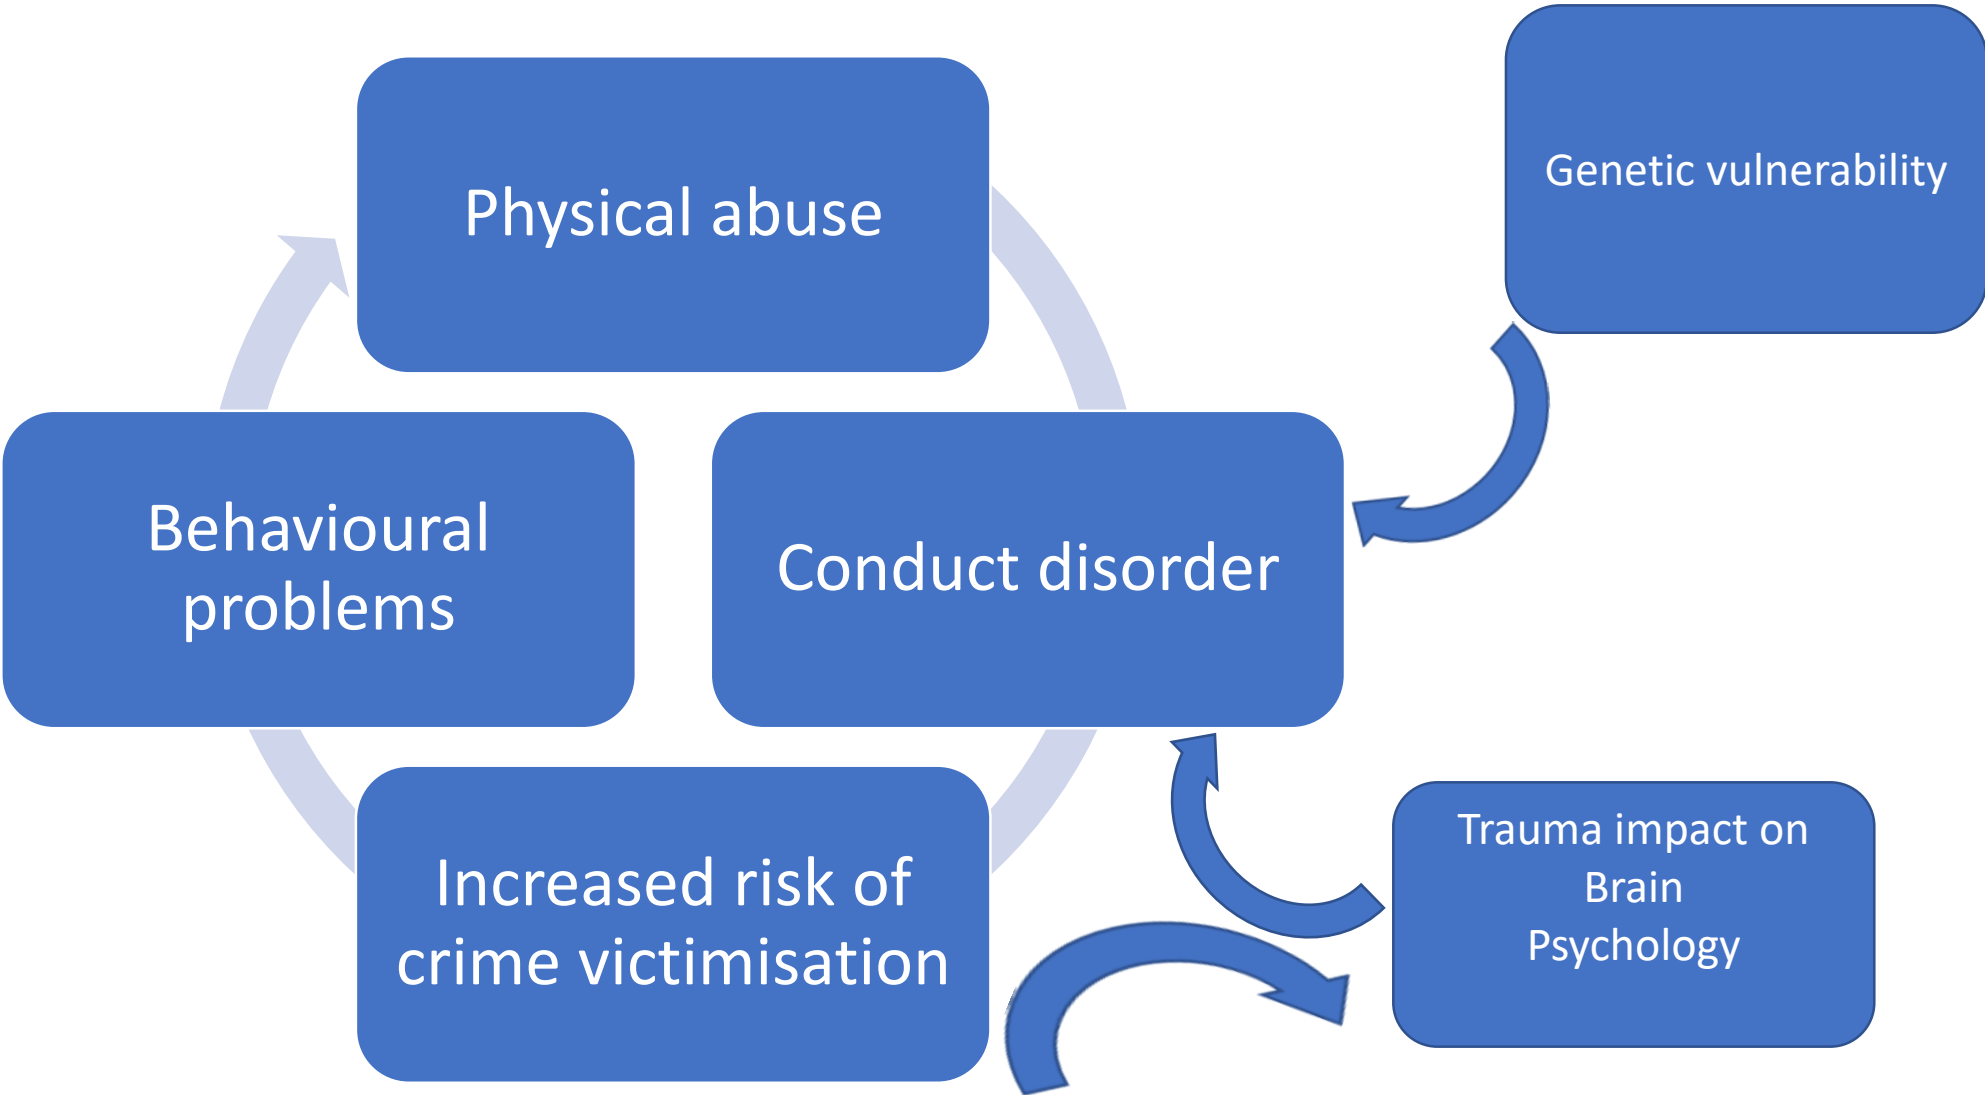 Physical abuse
Genetic vulnerability
Behavioural
problems
Conduct disorder
Increased risk of
crime victimisation
Trauma impact on
Brain
Psychology